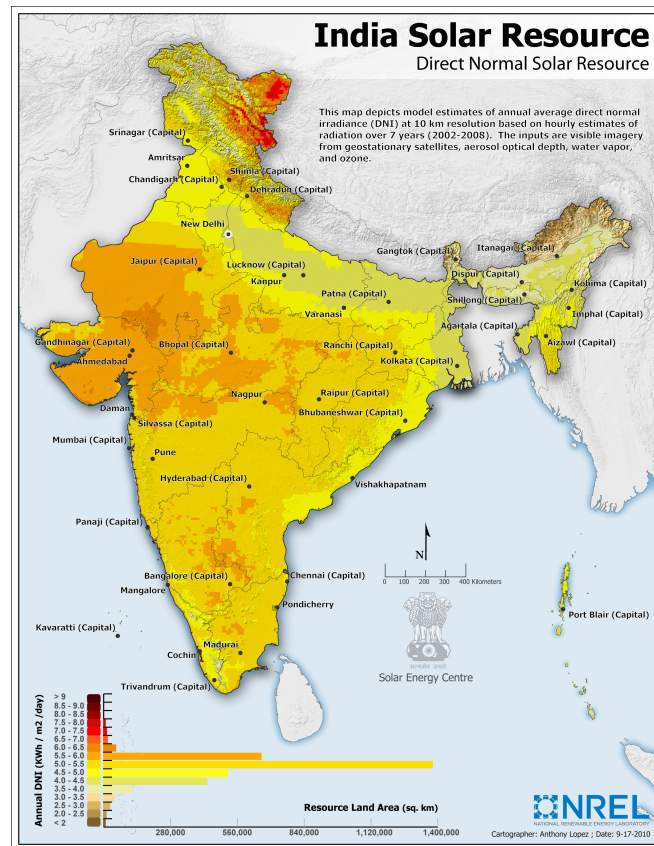 India Solar Resource
Direct Normal Solar Resource
This map depicts model estimates of annual average direct normal
irradiance (DNI) at 10 km resolution based on hourly estimates of
radiation over 7 years (2002-2008). The inputs are visible imagery
from geostationary satellites, aerosol optical depth, water vapor,
and ozone.
Srinagar (Capital)
Amritsar
Shimla (Capital)
Chandigarh (Capital)
Dehradun (Capital)
New Delhi
Gangtok (Capital)
Itanagar (Capital)
Jaipur (Capital)
Lucknow (Capital)
Dispur (Capital)
Kanpur
Kohima (Capital)
Patna (Capital)
Shillong (Capital)
Varanasi
Imphal (Capital)
Agartala (Capital)
Gandhinagar (Capital)
Bhopal (Capital)
Ranchi (Capital)
Aizawl (Capital)
Ahmedabad
Kolkata (Capital)
Nagpur
Raipur (Capital)
Daman
Bhubaneshwar (Capital)
Silvassa (Capital)
Mumbai (Capital)
Pune
Hyderabad (Capital)
Vishakhapatnam
Panaji (Capital)
N
Bangalore (Capital)
Chennai (Capital)
0 100 200 300 400 Kilometers
Mangalore
Pondicherry
Port Blair (Capital)
Kavaratti (Capital)
Madurai
Cochin
सत्यमेव जयते
Solar Energy Centre
Trivandrum (Capital)
Annual DNI (KWh / m2 /day)
> 9
8.5 - 9.0
8.0 - 8.5
7.5 - 8.0
7.0 - 7.5
6.5 - 7.0
6.0 - 6.5
5.5 - 6.0
5.0 - 5.5
4.5 - 5.0
4.0 - 4.5
3.5 - 4.0
3.0 - 3.5
2.5 - 3.0
2.0 - 2.5
< 2
Resource Land Area (sq. km)
280,000 560,000 840,000 1,120,000 1,400,000
NREL
NATIONAL RENEWABLE ENERGY LABORATORY
Cartographer: Anthony Lopez ; Date: 9-17-2010